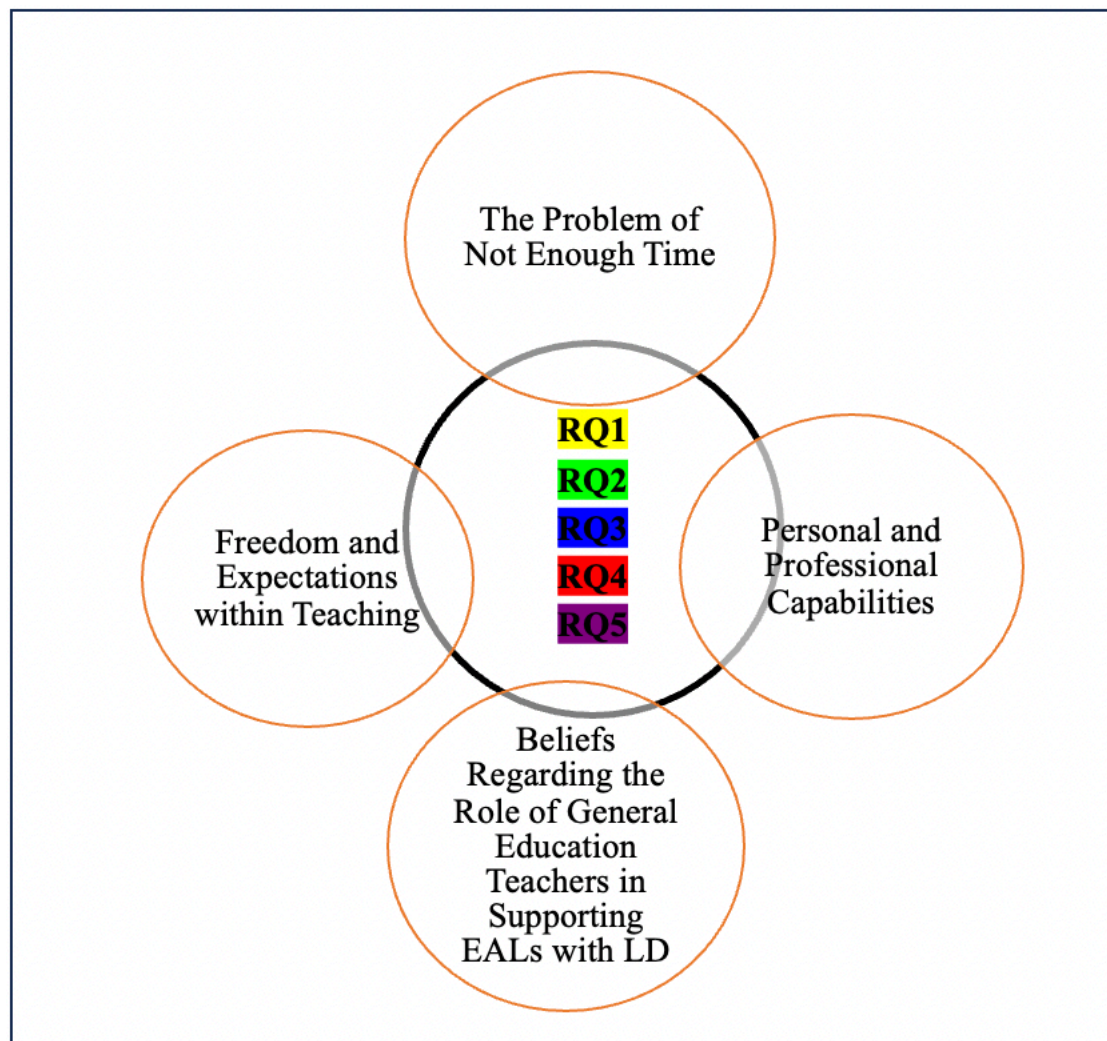 The Problem of
Not Enough Time
RQ1
RQ2
RQ3
RQ4
RQ5
Freedom and
Expectations
within Teaching
Personal and
Professional
Capabilities
Beliefs
Regarding the
Role of General
Education
Teachers in
Supporting
EALs with LD